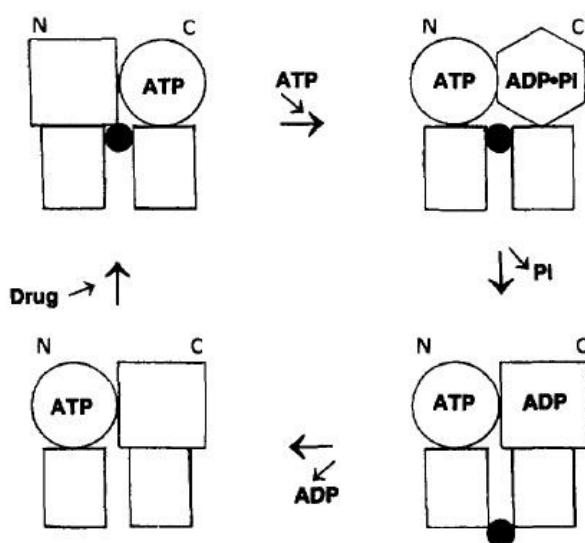 N C N C
ATP ATP ATP ADP•Pi
Drug Pi
N C N C
ATP ATP ADP
ADP